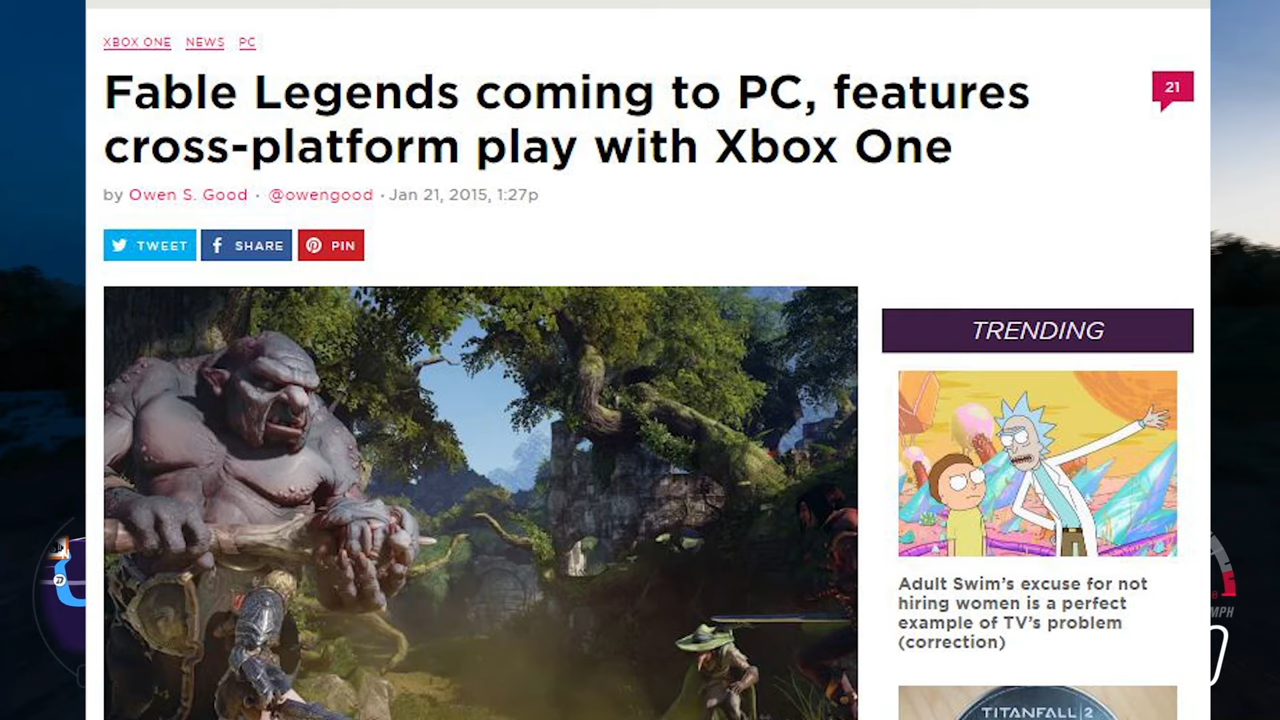 XBOX ONE NEWS PC
Fable Legends coming to PC, features
cross-platform play with Xbox One
21
by Owen S. Good · @owengood · Jan 21, 2015, 1:27p
TWEET SHARE PIN
TRENDING
Adult Swim's excuse for not
hiring women is a perfect
example of TV's problem
(correction)
TITANFALL 2
MPH